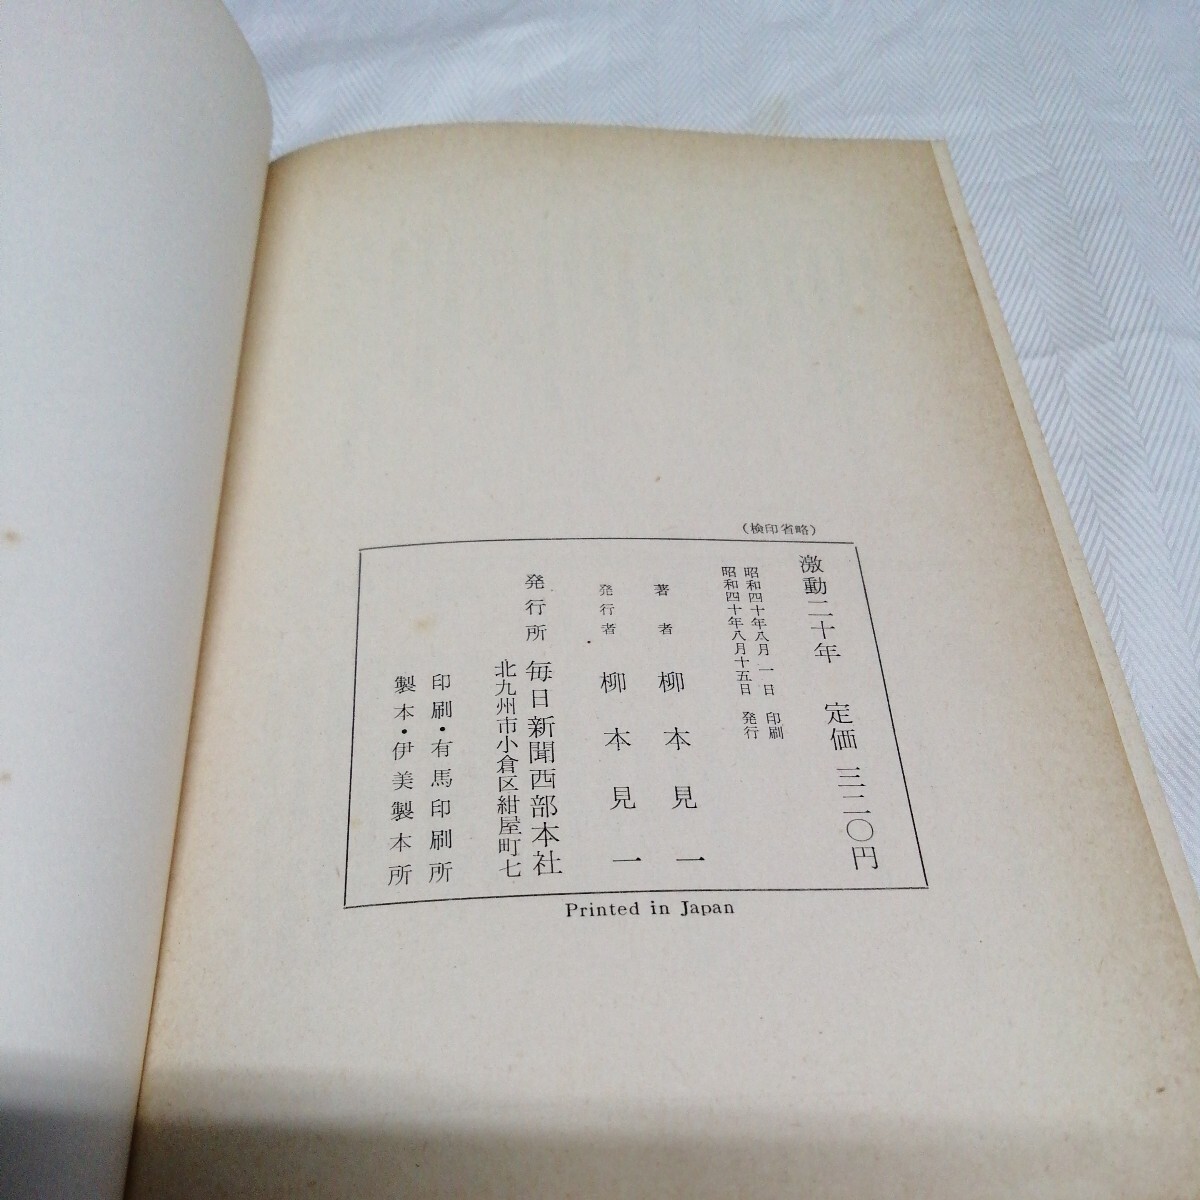 （検印省略）
激動二十年　定価 三二〇円
昭和四十年八月 一 日　印刷
昭和四十年八月十五日　発行
著者　柳本見一
発行者　柳本見一
発行所　毎日新聞西部本社
北九州市小倉区紺屋町七
印刷・有馬印刷所
製本・伊美製本所
Printed in Japan